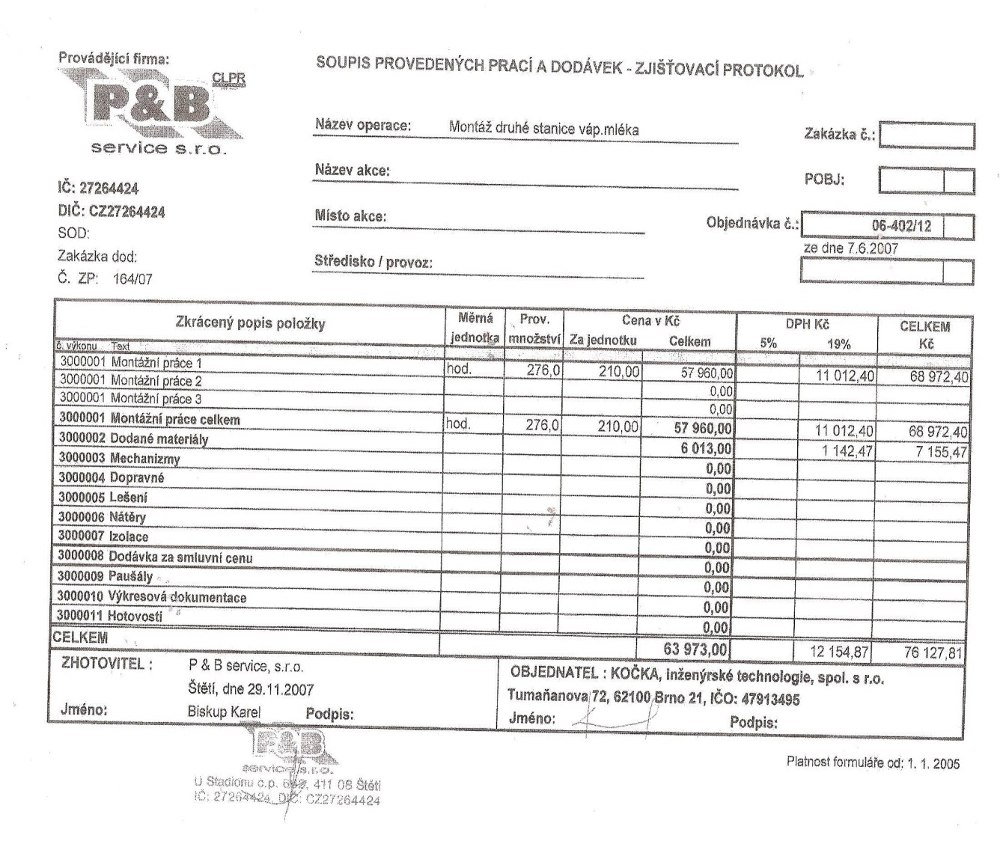 Provádějící firma:
SOUPIS PROVEDENÝCH PRACÍ A DODÁVEK - ZJIŠŤOVACÍ PROTOKOL
CLPR
P&B
service s.r.o.
Název operace: Montáž druhé stanice váp.mléka
Zakázka č.:
Název akce:
POBJ:
IČ: 27264424
DIČ: CZ27264424
Místo akce:
Objednávka č.: 06-402/12
SOD:
ze dne 7.6.2007
Zakázka dod:
Středisko / provoz:
Č. ZP: 164/07
Zkrácený popis položky Měrná jednotka Prov. množství Cena v Kč DPH Kč CELKEM Kč
Za jednotku Celkem 5% 19%
č. výkonu Text
3000001 Montážní práce 1 hod. 276,0 210,00 57 960,00 11 012,40 68 972,40
3000001 Montážní práce 2 0,00
3000001 Montážní práce 3 0,00
3000001 Montážní práce celkem hod. 276,0 210,00 57 960,00 11 012,40 68 972,40
3000002 Dodané materiály 6 013,00 1 142,47 7 155,47
3000003 Mechanizmy 0,00
3000004 Dopravné 0,00
3000005 Lešení 0,00
3000006 Nátěry 0,00
3000007 Izolace 0,00
3000008 Dodávka za smluvní cenu 0,00
3000009 Paušály 0,00
3000010 Výkresová dokumentace 0,00
3000011 Hotovosti 0,00
CELKEM 63 973,00 12 154,87 76 127,81
ZHOTOVITEL : P & B service, s.r.o.
Štětí, dne 29.11.2007
Jméno: Biskup Karel Podpis:
OBJEDNATEL : KOČKA, inženýrské technologie, spol. s r.o.
Tumaňanova 72, 62100 Brno 21, IČO: 47913495
Jméno: Podpis:
P&B
service s.r.o.
U Stadionu č.p. 411 08 Štětí
IČ: 27264424, DIČ: CZ27264424
Platnost formuláře od: 1. 1. 2005